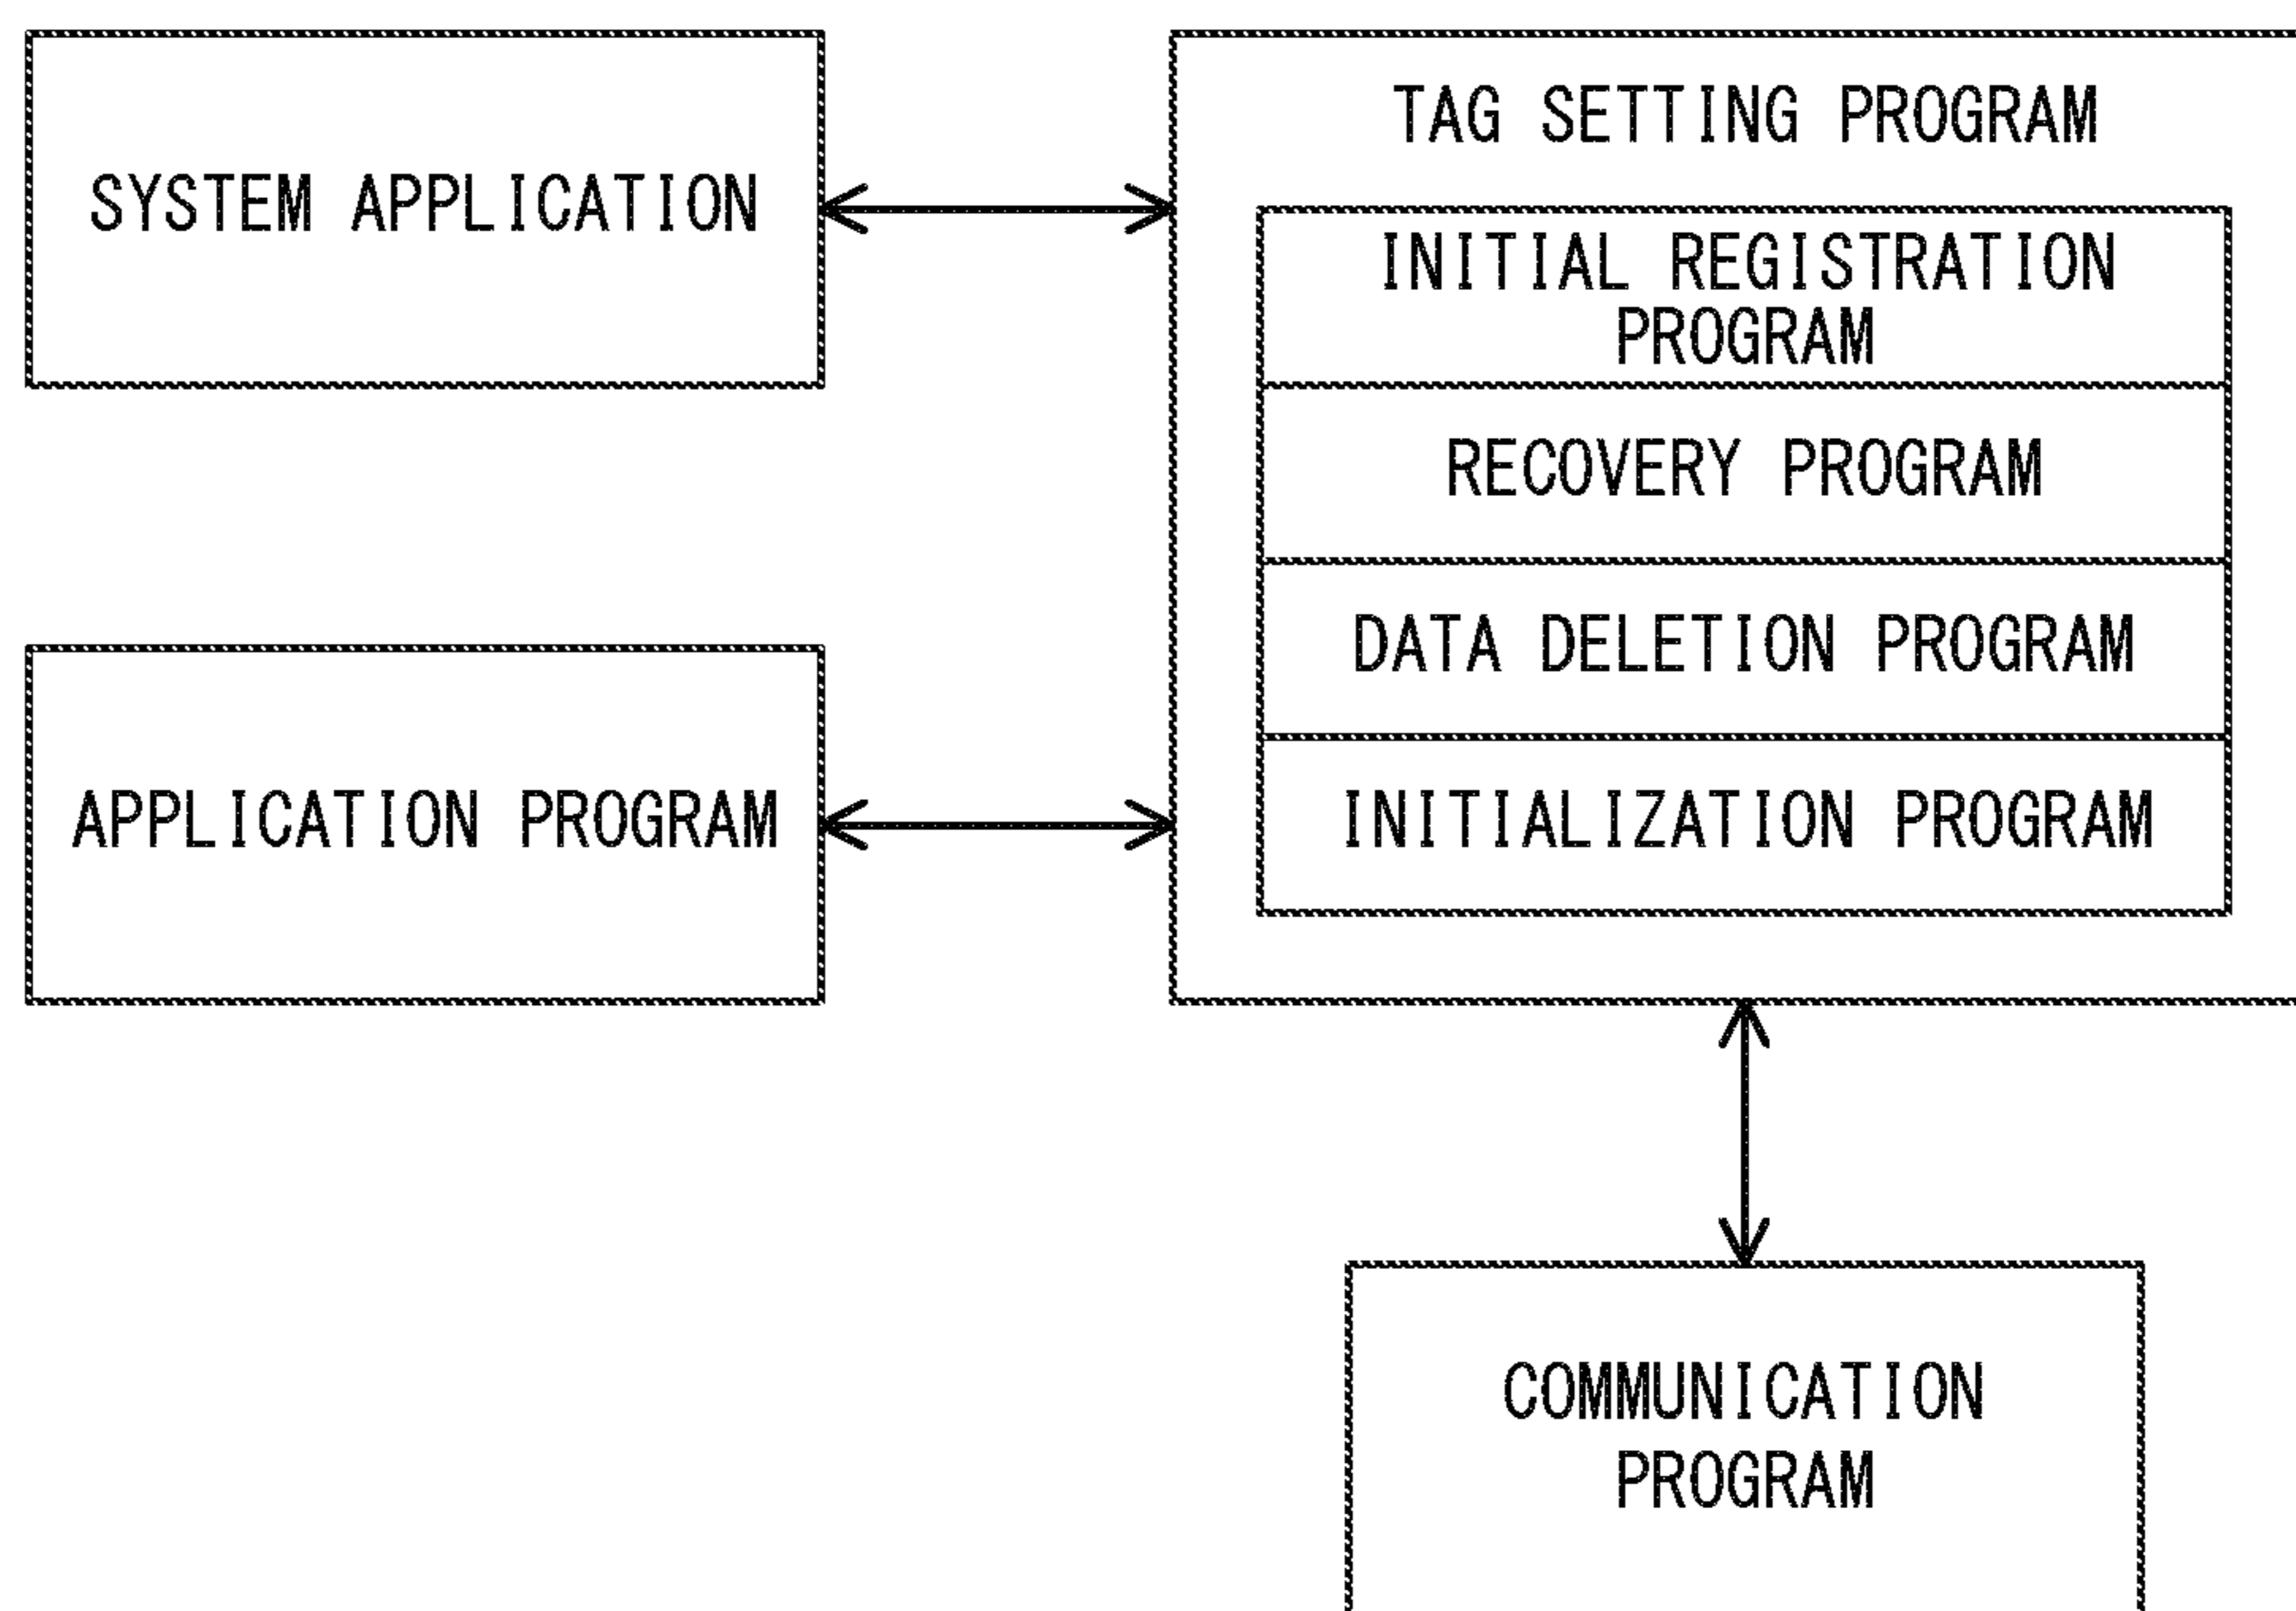 SYSTEM APPLICATION
TAG SETTING PROGRAM
INITIAL REGISTRATION
PROGRAM
RECOVERY PROGRAM
DATA DELETION PROGRAM
INITIALIZATION PROGRAM
APPLICATION PROGRAM
COMMUNICATION
PROGRAM